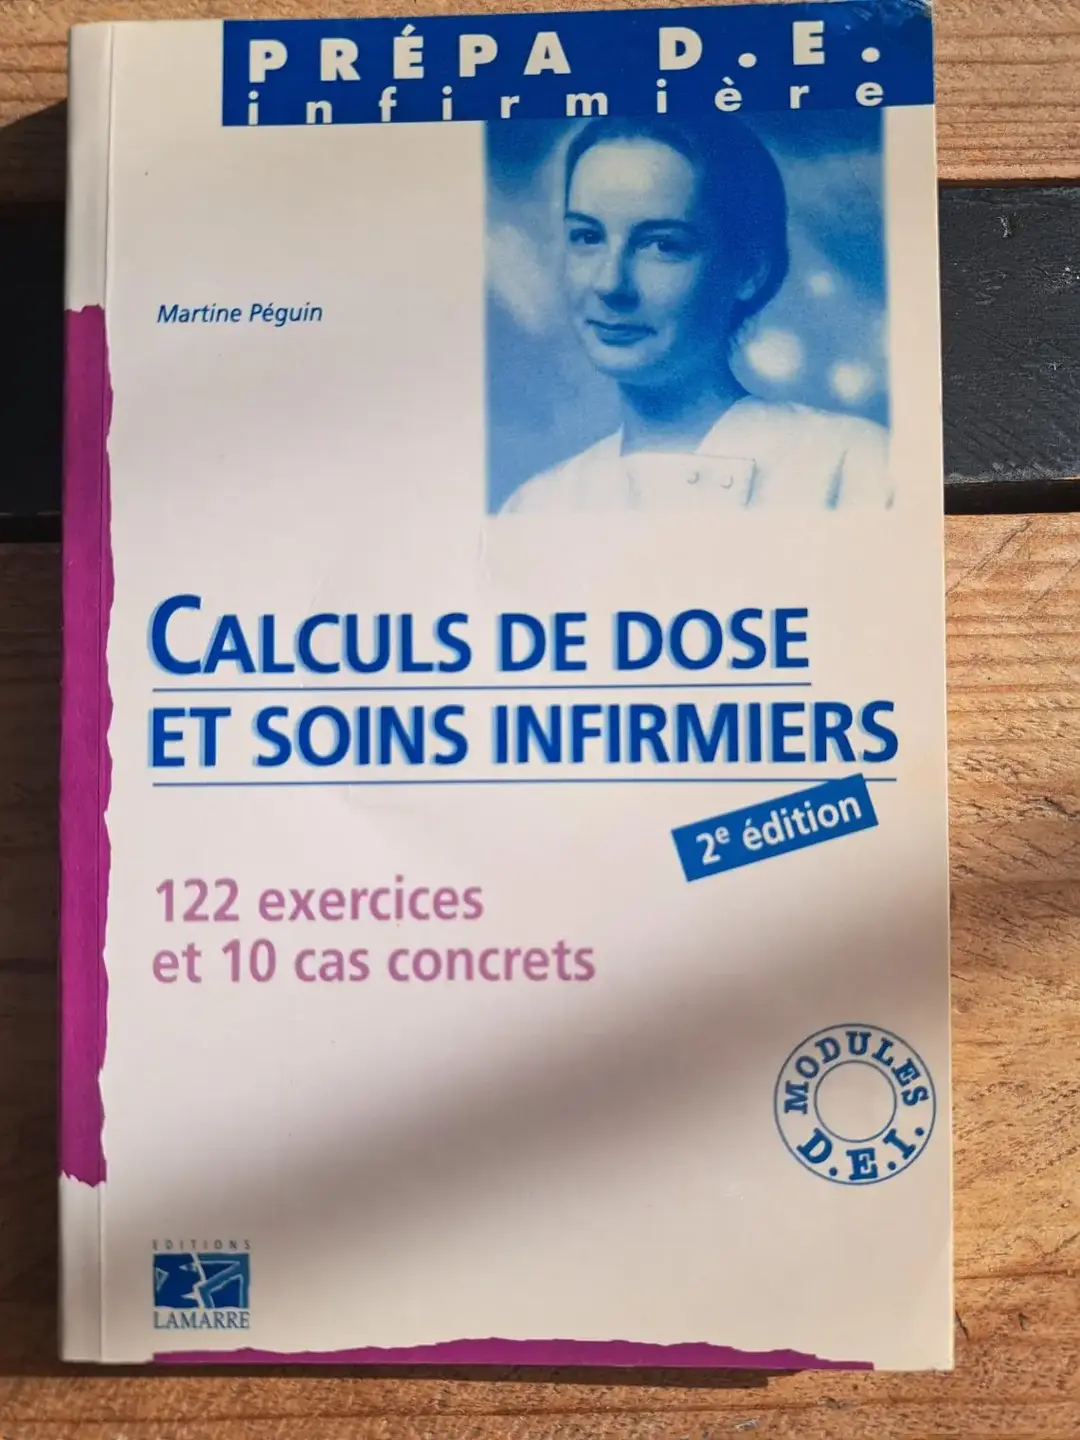 PRÉPA D.E.
infirmière
Martine Péguin
CALCULS DE DOSE
ET SOINS INFIRMIERS
2e édition
122 exercices
et 10 cas concrets
MODULES
D.E.I.
EDITIONS
LAMARRE